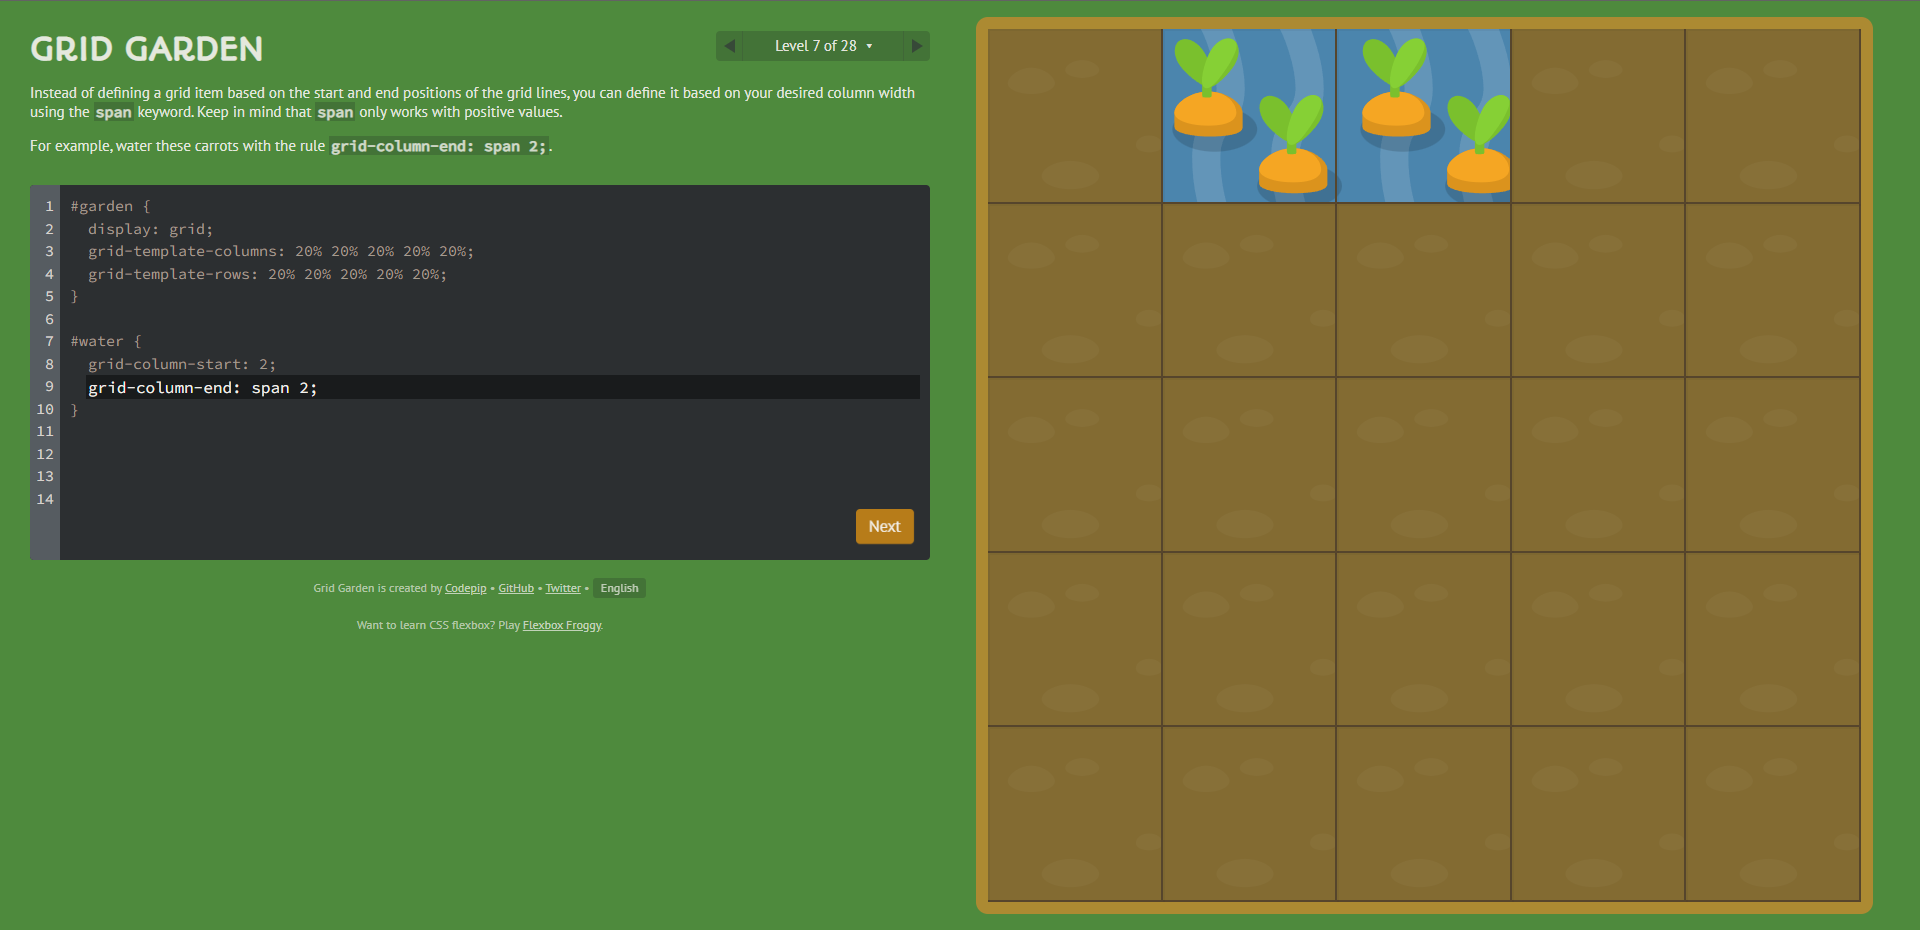 GRID GARDEN
Level 7 of 28
Instead of defining a grid item based on the start and end positions of the grid lines, you can define it based on your desired column width
using the span keyword. Keep in mind that span only works with positive values.
For example, water these carrots with the rule grid-column-end: span 2;.
1 #garden {
2 display: grid;
3 grid-template-columns: 20% 20% 20% 20% 20%;
4 grid-template-rows: 20% 20% 20% 20% 20%;
5 }
6
7 #water {
8 grid-column-start: 2;
9 grid-column-end: span 2;
10 }
11
12
13
14
Next
Grid Garden is created by Codepip • GitHub • Twitter • English
Want to learn CSS flexbox? Play Flexbox Froggy.